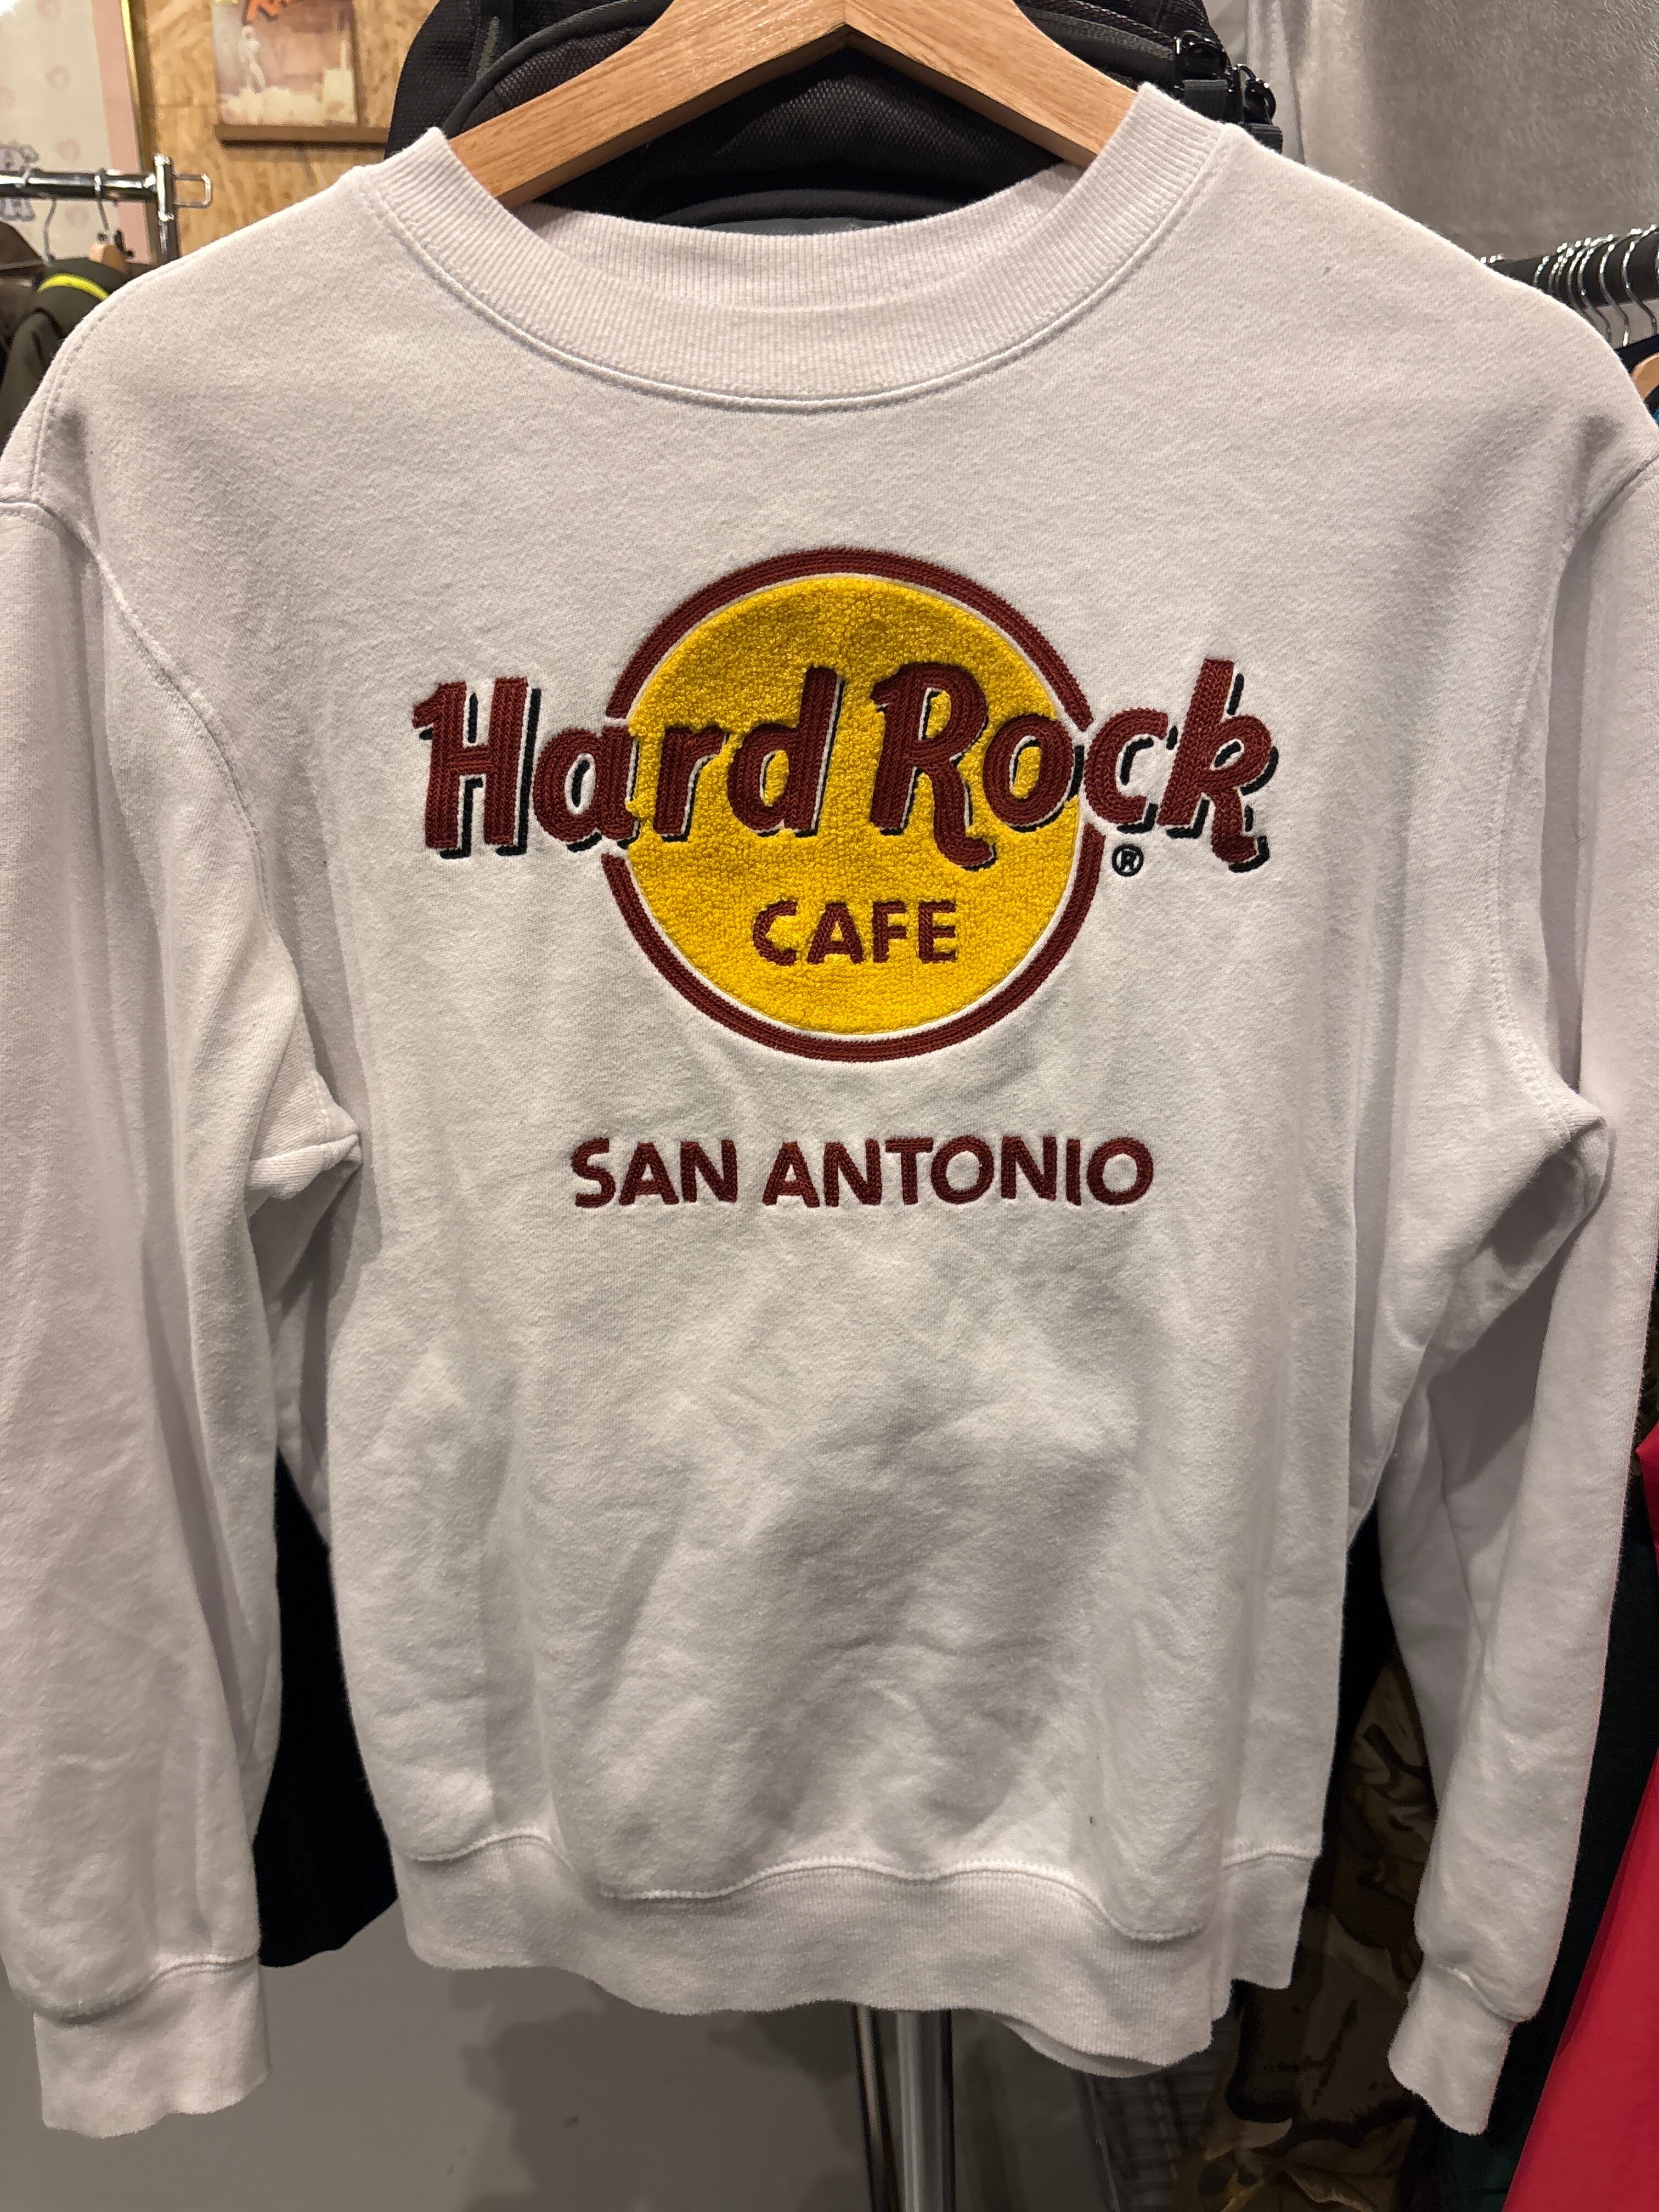 Hard Rock
®
CAFE
SAN ANTONIO